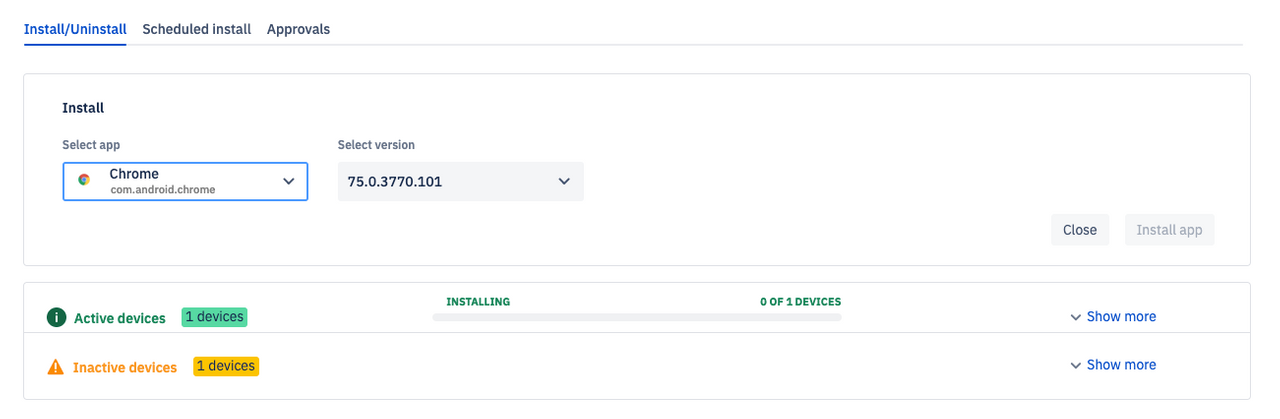 Install/Uninstall Scheduled install Approvals
Install
Select app Select version
Chrome
com.android.chrome
75.0.3770.101
Close Install app
INSTALLING 0 OF 1 DEVICES
Active devices 1 devices Show more
Inactive devices 1 devices Show more